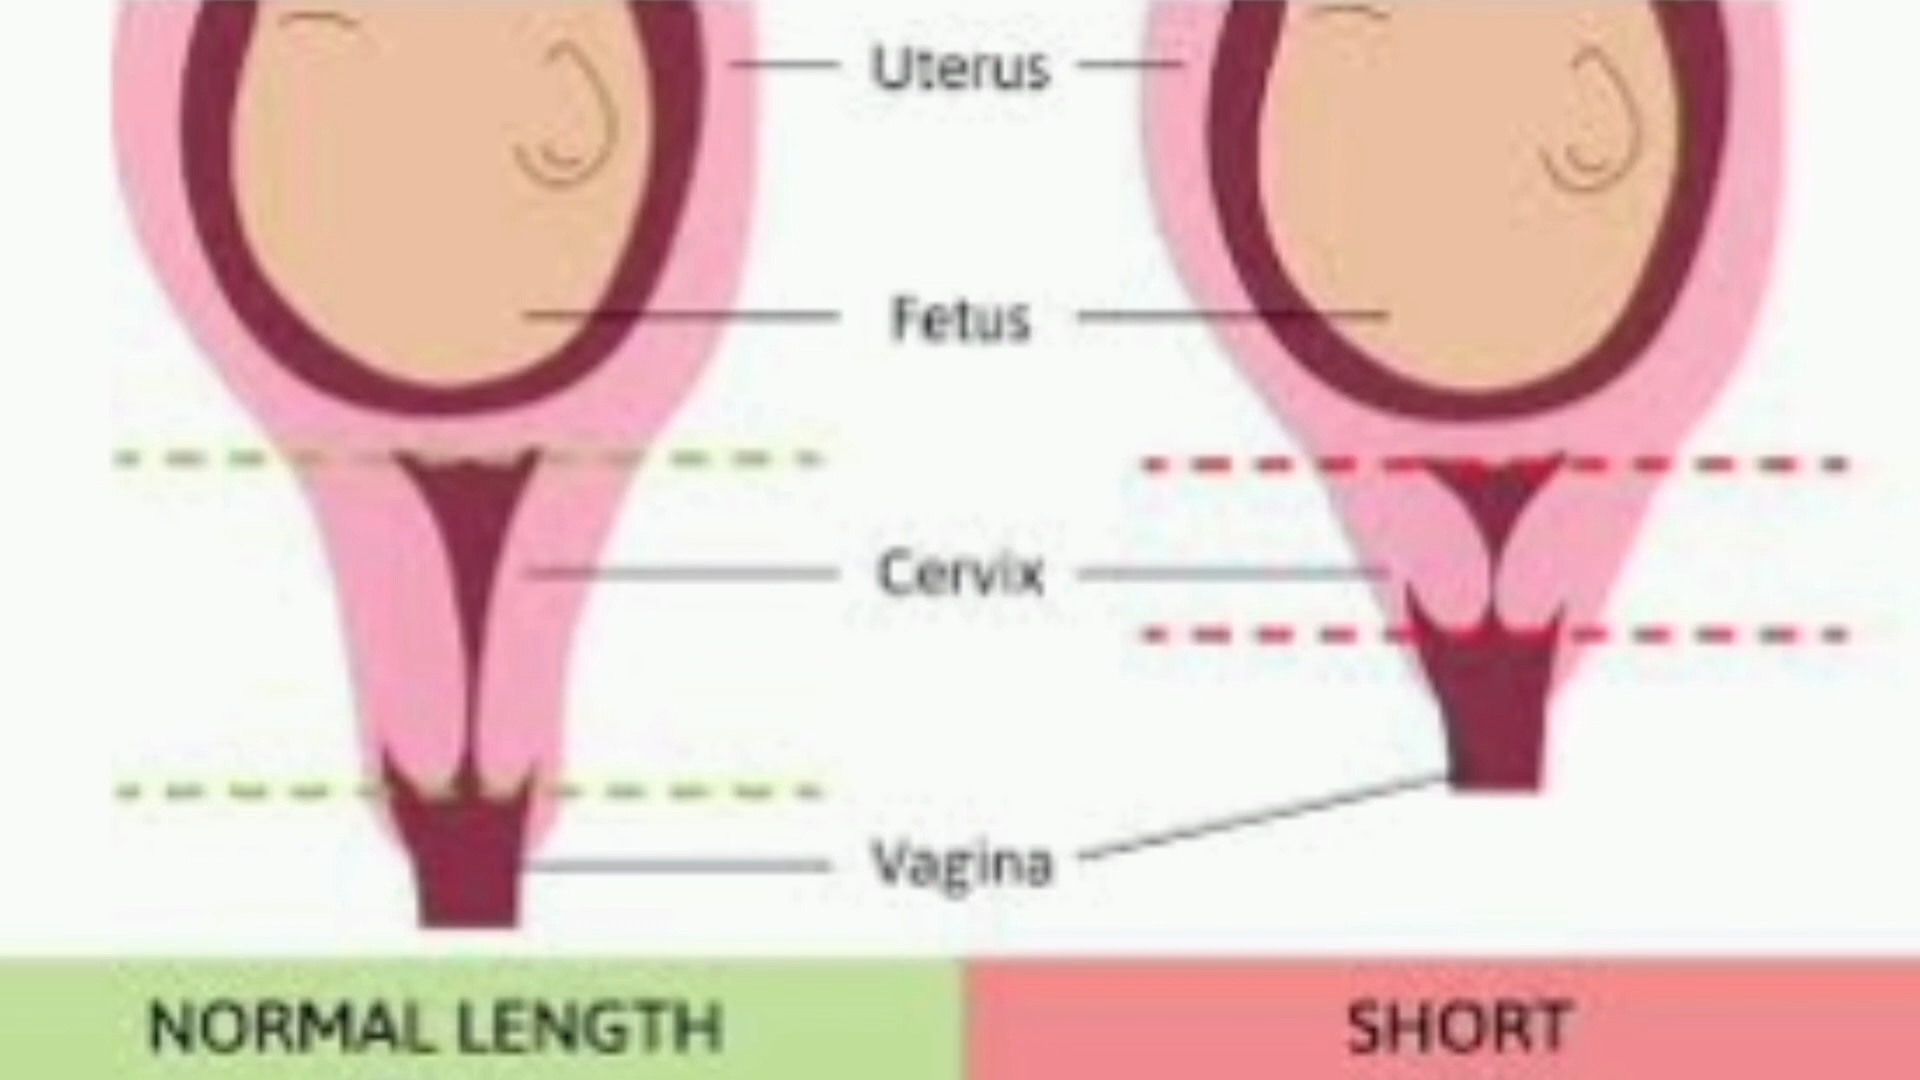 Uterus
Fetus
Cervix
Vagina
NORMAL LENGTH
SHORT